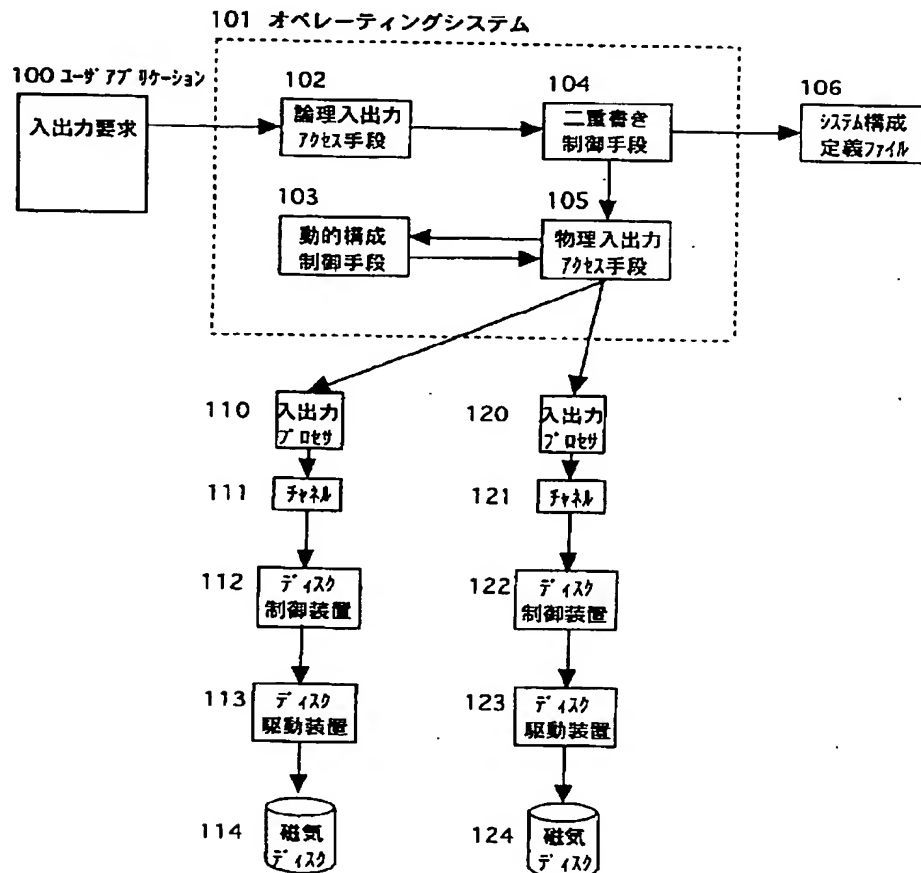 101 オペレーティングシステム
100 ユーザアプリケーション
入出力要求
102
論理入出力
アクセス手段
104
二重書き
制御手段
106
システム構成
定義ファイル
103
動的構成
制御手段
105
物理入出力
アクセス手段
110
入出力
プロセサ
120
入出力
プロセサ
111
チャネル
121
チャネル
112
ディスク
制御装置
122
ディスク
制御装置
113
ディスク
駆動装置
123
ディスク
駆動装置
114
磁気
ディスク
124
磁気
ディスク